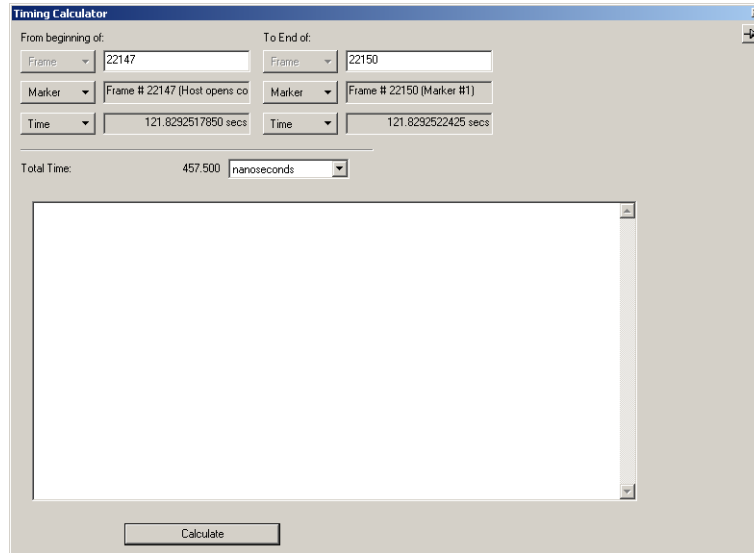 Timing Calculator
From beginning of: To End of:
Frame 22147 Frame 22150
Marker Frame # 22147 (Host opens co Marker Frame # 22150 (Marker #1)
Time 121.8292517850 secs Time 121.8292522425 secs
Total Time: 457.500 nanoseconds
Calculate